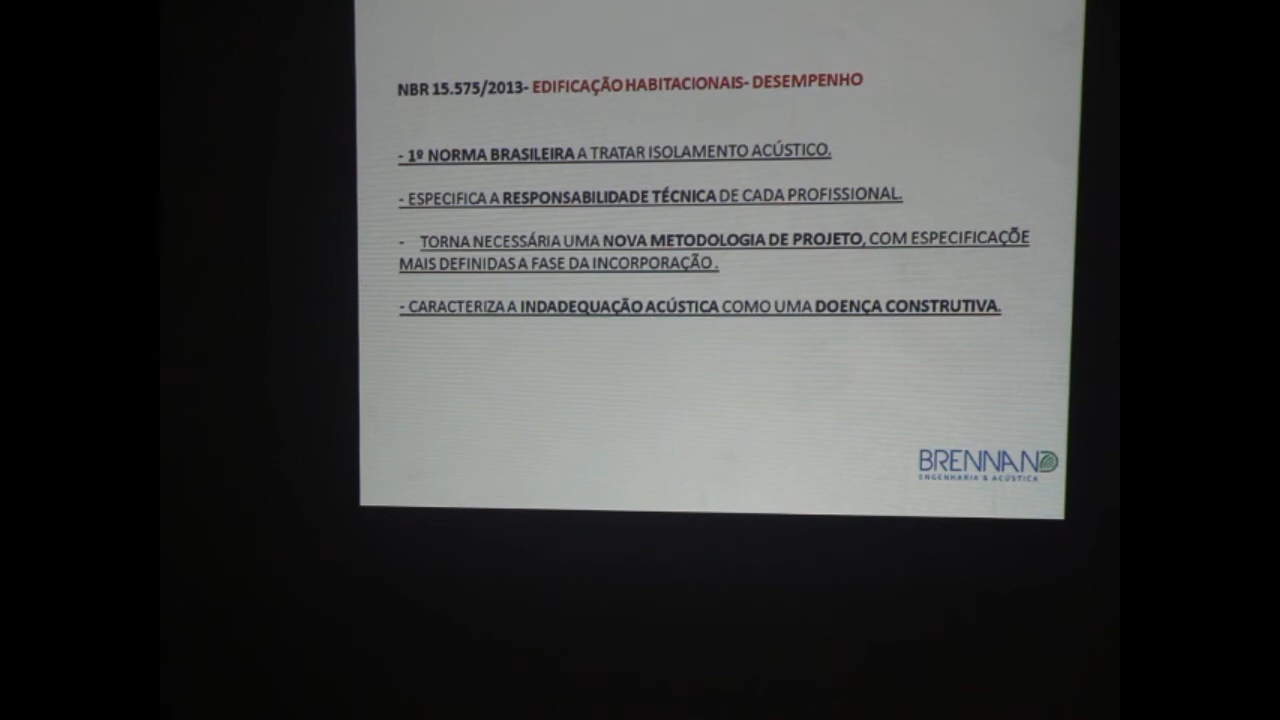 NBR 15.575/2013- EDIFICAÇÃO HABITACIONAIS- DESEMPENHO
- 1º NORMA BRASILEIRA A TRATAR ISOLAMENTO ACÚSTICO.
- ESPECIFICA A RESPONSABILIDADE TÉCNICA DE CADA PROFISSIONAL.
- TORNA NECESSÁRIA UMA NOVA METODOLOGIA DE PROJETO, COM ESPECIFICAÇÕE
MAIS DEFINIDAS A FASE DA INCORPORAÇÃO .
- CARACTERIZA A INDADEQUAÇÃO ACÚSTICA COMO UMA DOENÇA CONSTRUTIVA.
BRENNAND
ENGENHARIA & ACÚSTICA